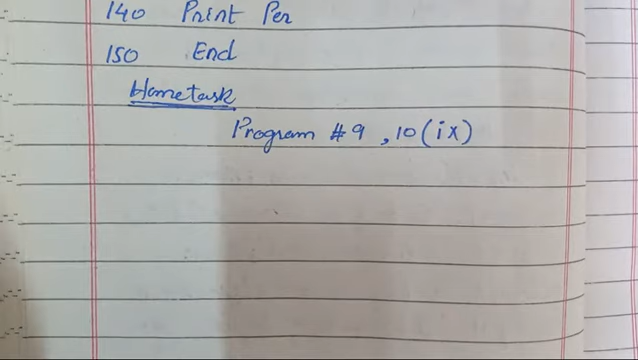 140 Print Per
150 End
Hometask
Program #9, 10(ix)